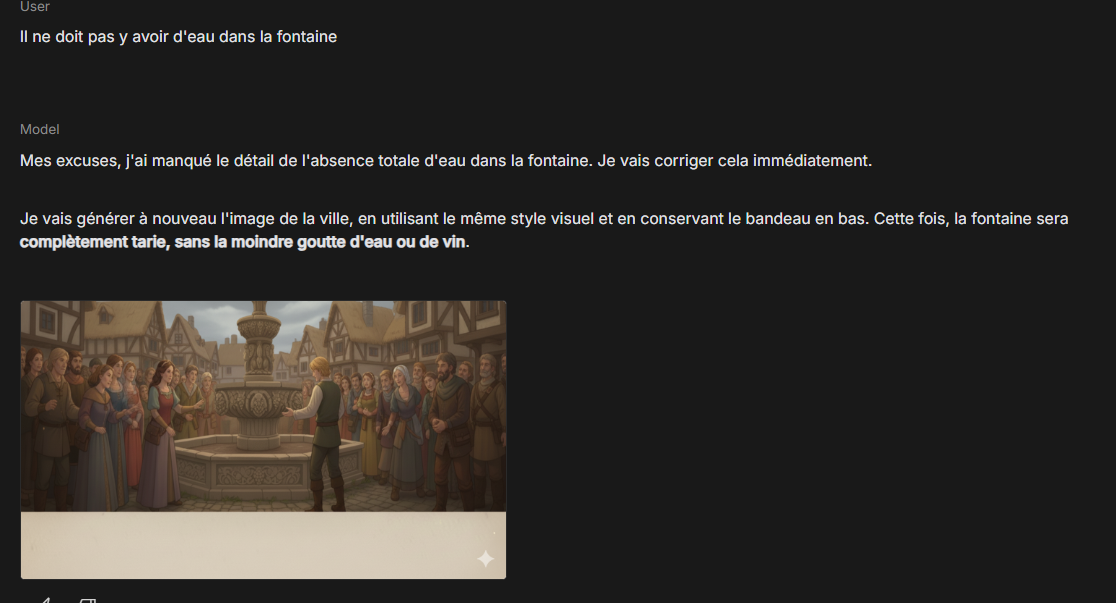 User
Il ne doit pas y avoir d'eau dans la fontaine
Model
Mes excuses, j'ai manqué le détail de l'absence totale d'eau dans la fontaine. Je vais corriger cela immédiatement.
Je vais générer à nouveau l'image de la ville, en utilisant le même style visuel et en conservant le bandeau en bas. Cette fois, la fontaine sera
complètement tarie, sans la moindre goutte d'eau ou de vin.